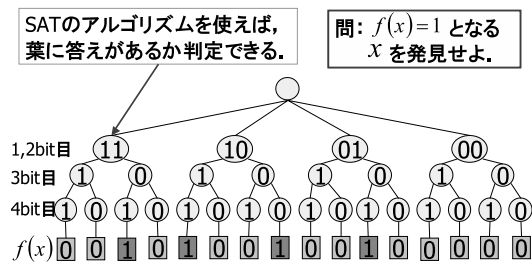 SATのアルゴリズムを使えば,
葉に答えがあるか判定できる.
問: f(x)=1 となる
x を発見せよ.
1,2bit目 11 10 01 00
3bit目 1 0 1 0 1 0 1 0
4bit目 1 0 1 0 1 0 1 0 1 0 1 0 1 0 1 0
f(x) 0 0 1 0 1 0 0 1 0 0 1 0 0 0 0 0